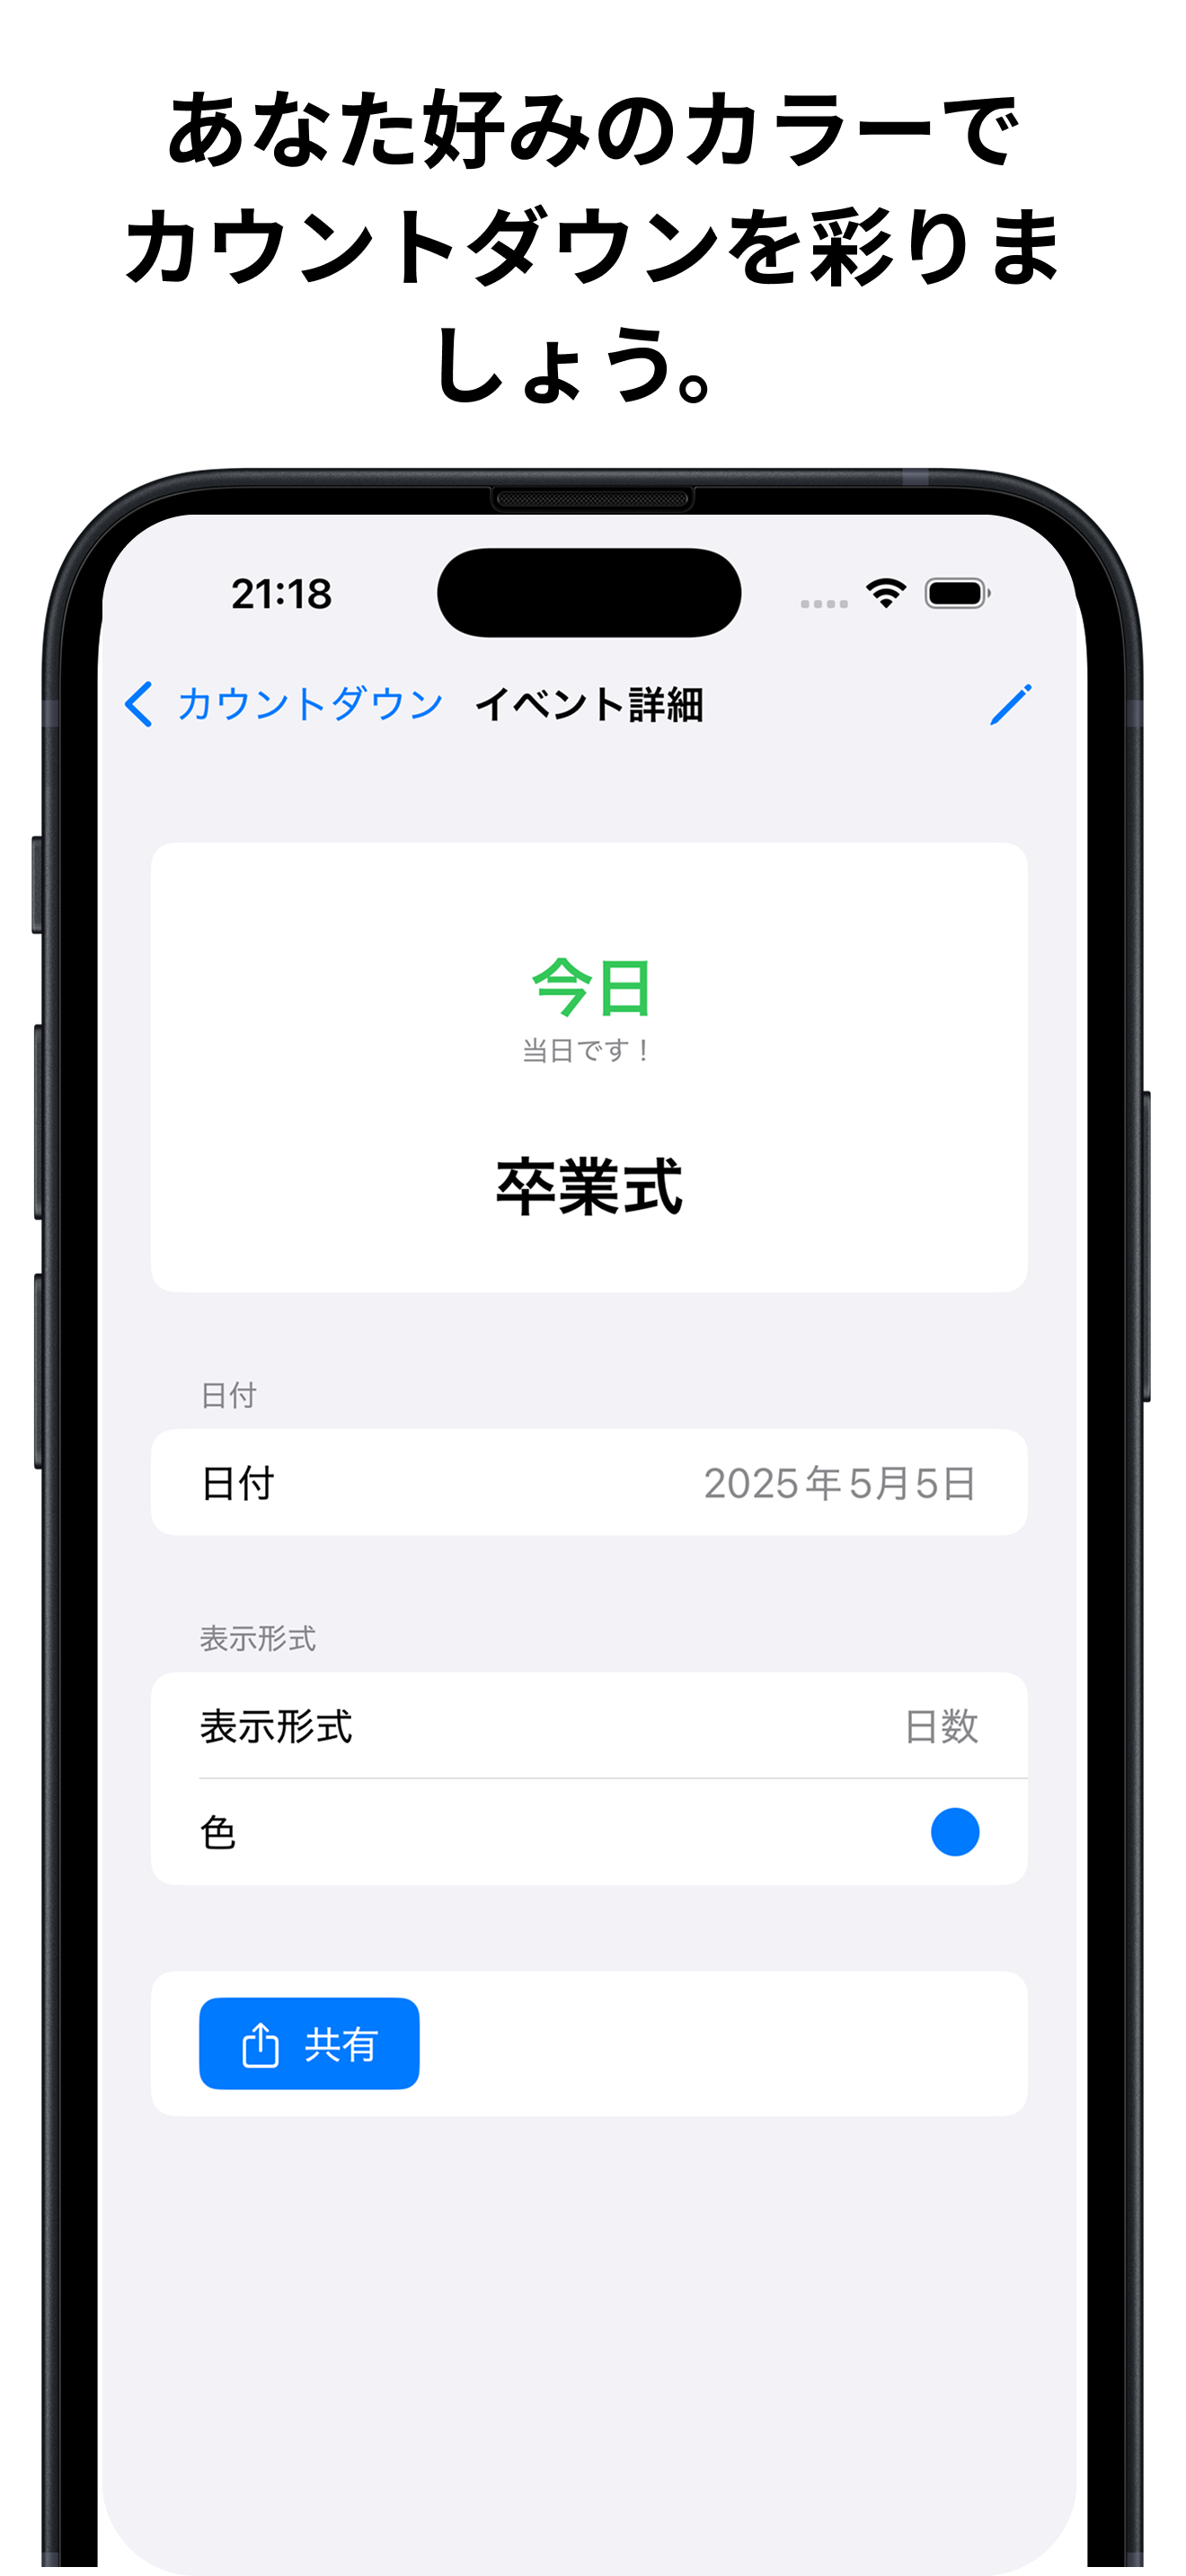 あなた好みのカラーで
カウントダウンを彩りま
しょう。
21:18
カウントダウン イベント詳細
今日
当日です！
卒業式
日付
日付 2025年5月5日
表示形式
表示形式 日数
色
共有